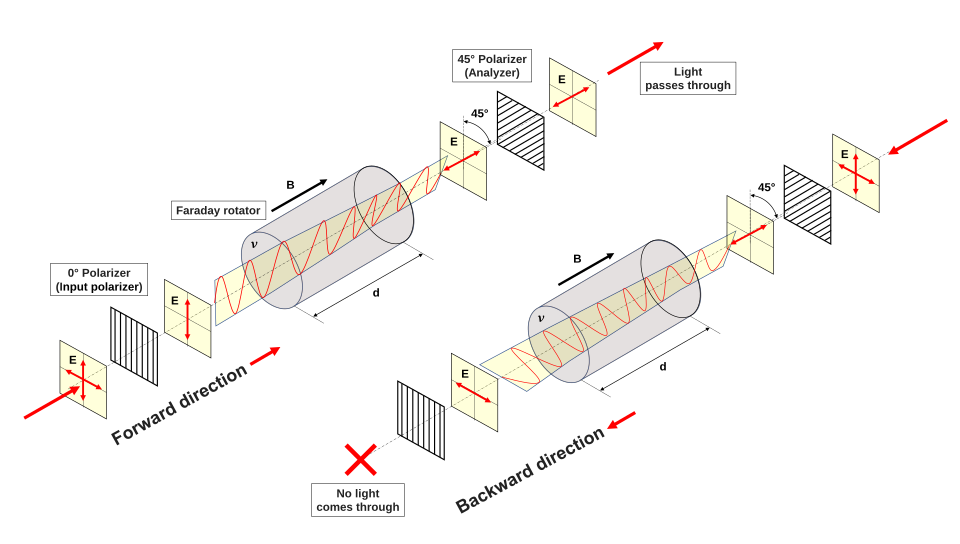 45° Polarizer
(Analyzer)
E
Light
passes through
45°
E
B
Faraday rotator
ν
d
0° Polarizer
(Input polarizer)
E
E
Forward direction
E
45°
B
ν
d
E
Backward direction
No light
comes through